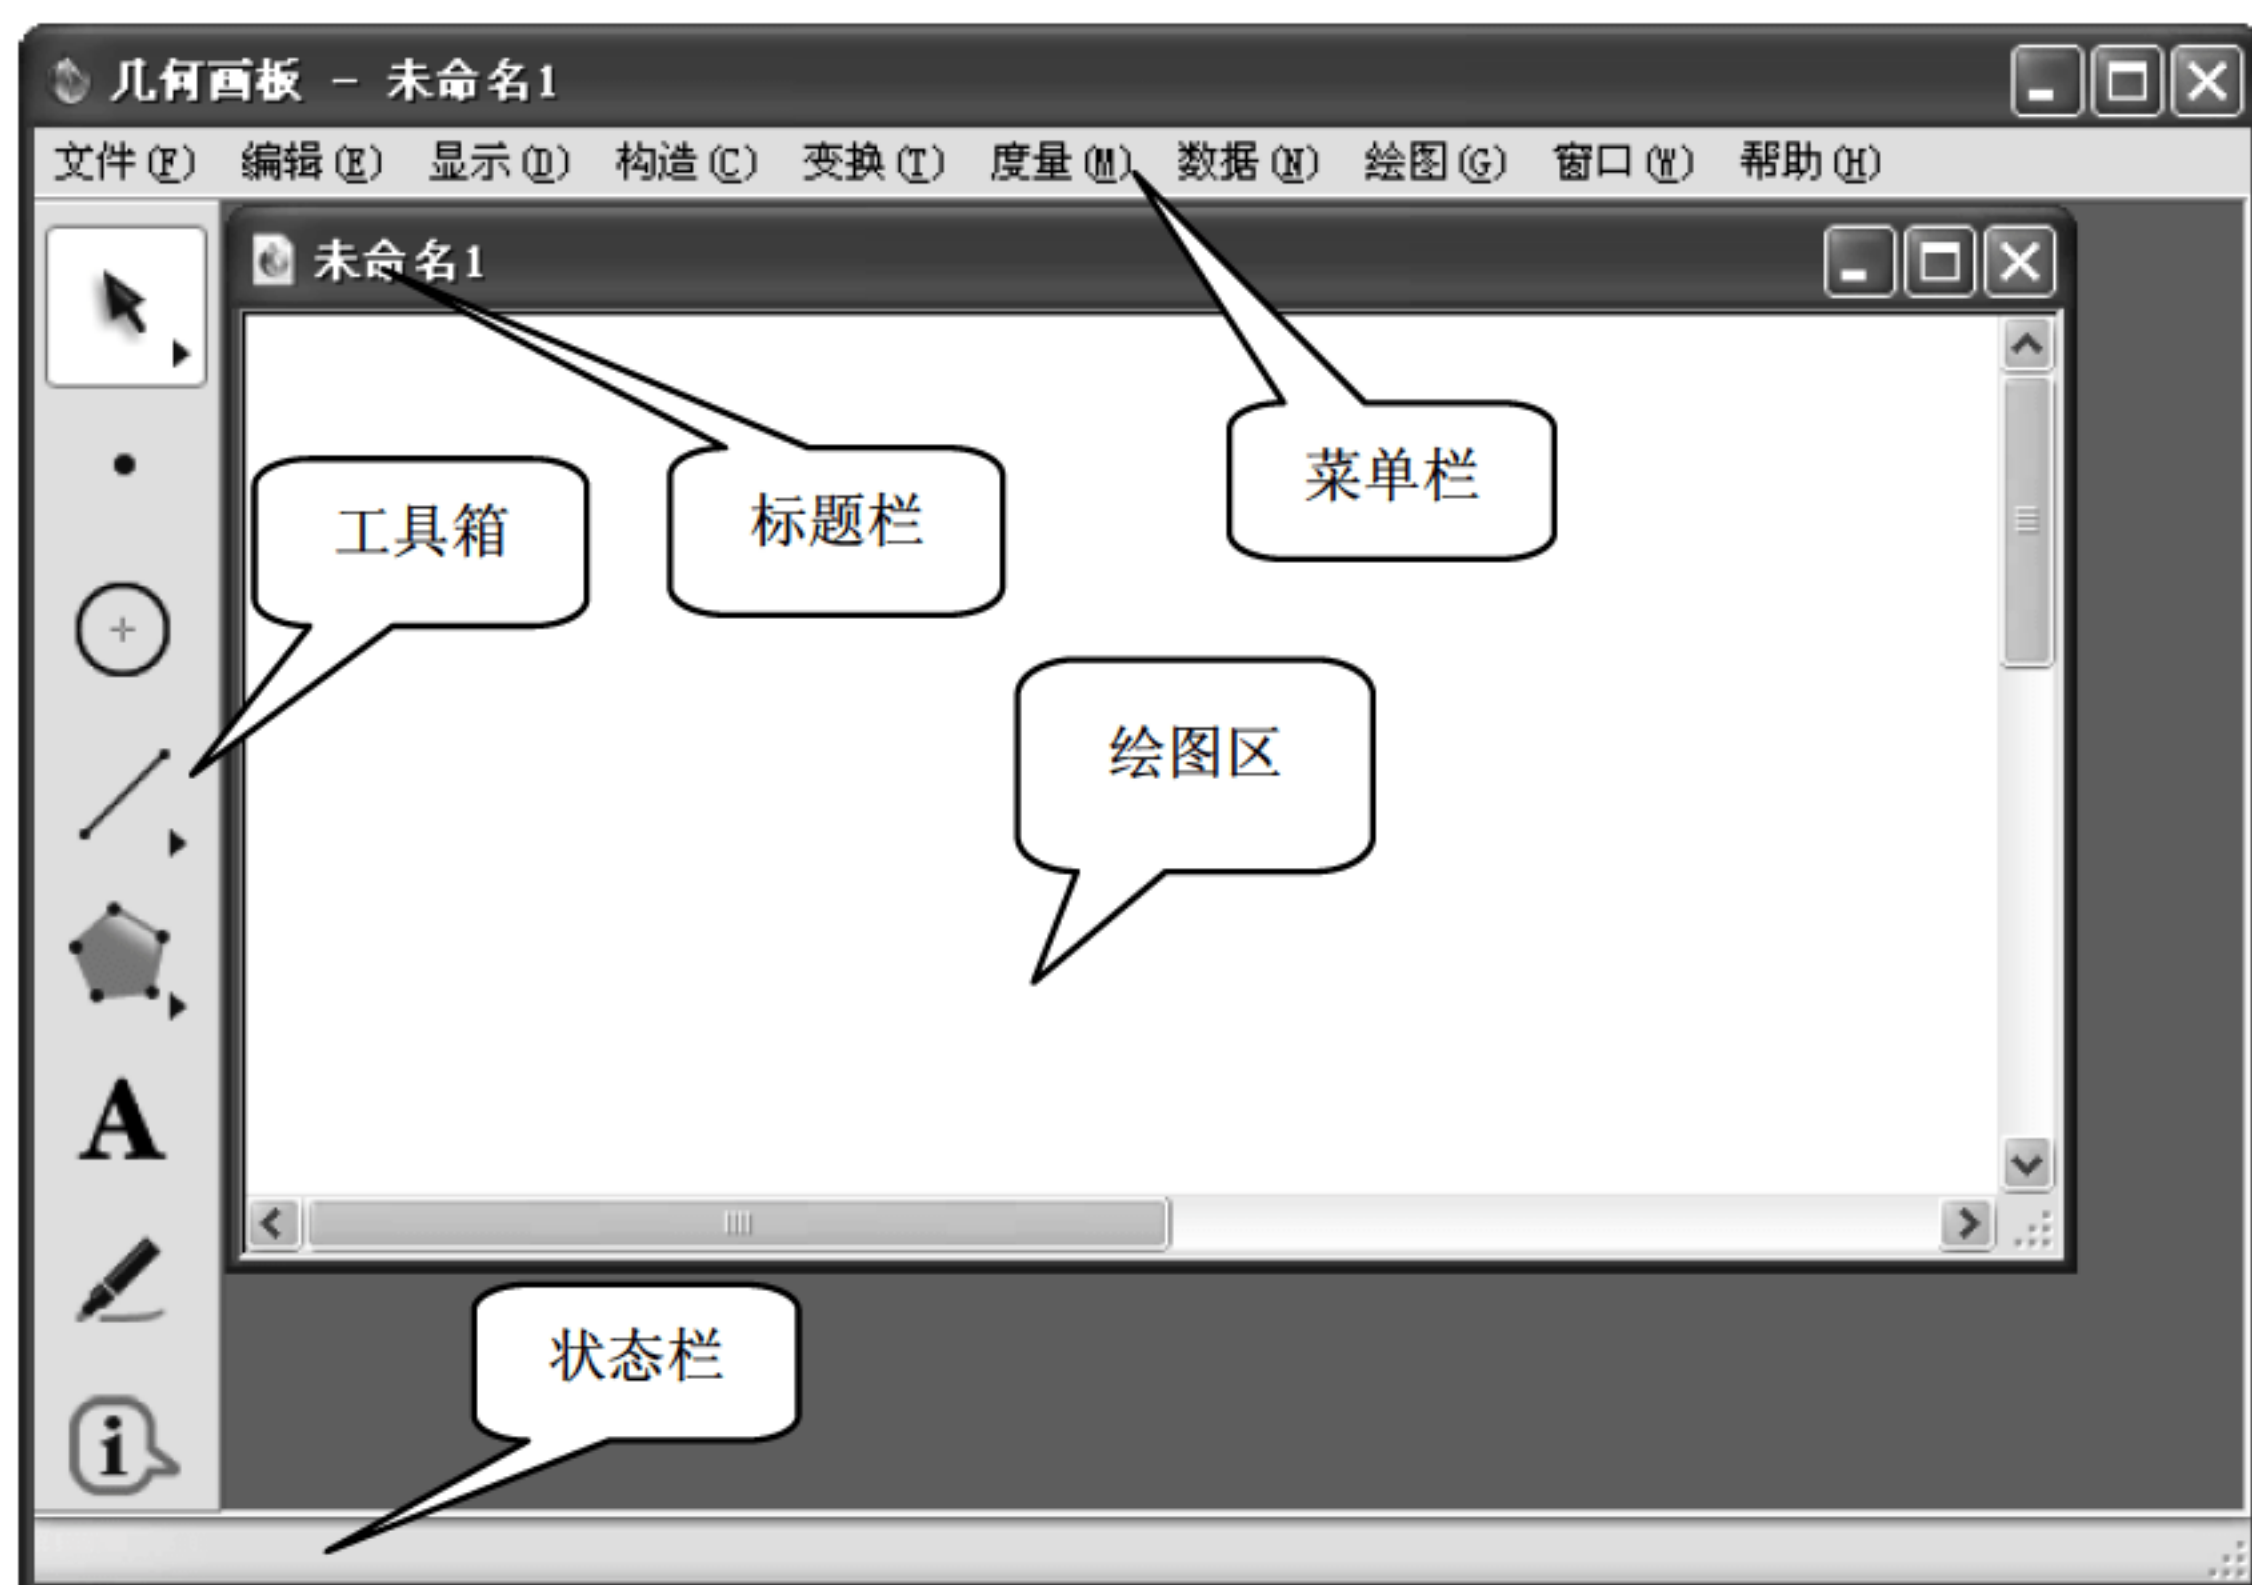 几何画板 - 未命名1
文件(F) 编辑(E) 显示(D) 构造(C) 变换(T) 度量(M) 数据(N) 绘图(G) 窗口(W) 帮助(H)
未命名1
菜单栏
标题栏
工具箱
绘图区
A
状态栏
i